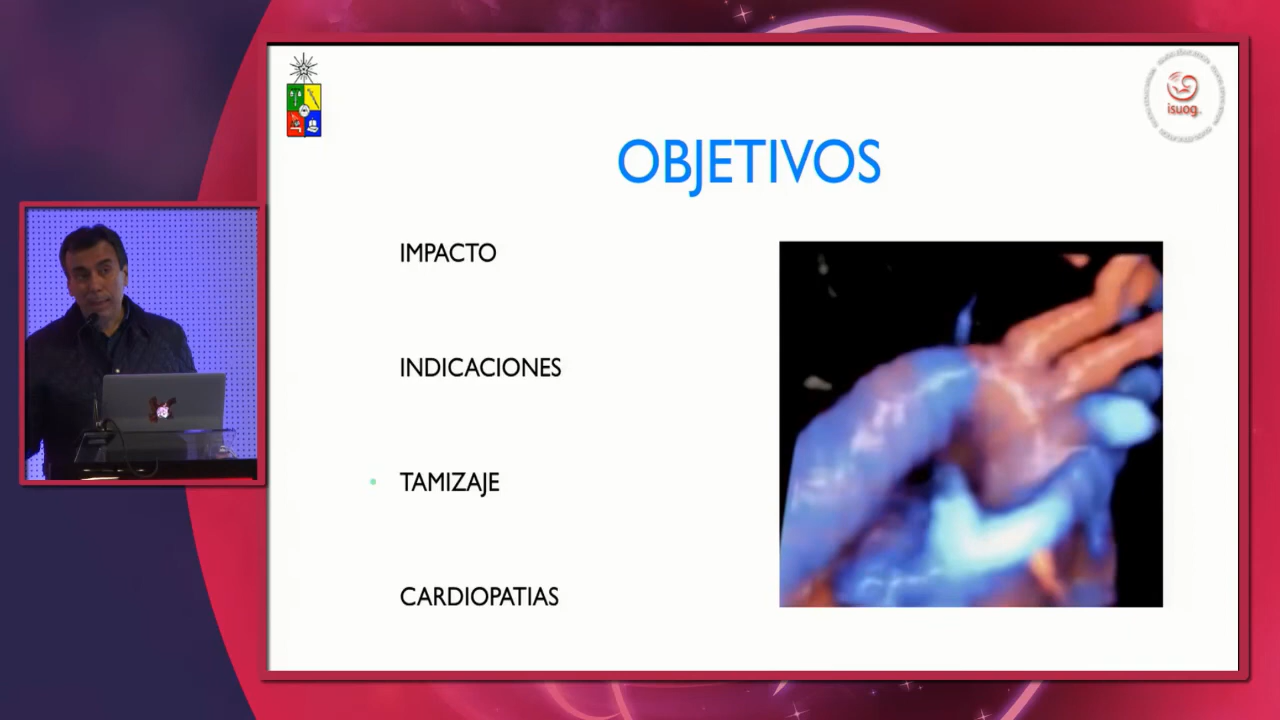 isuog
OBJETIVOS
IMPACTO
INDICACIONES
TAMIZAJE
CARDIOPATIAS